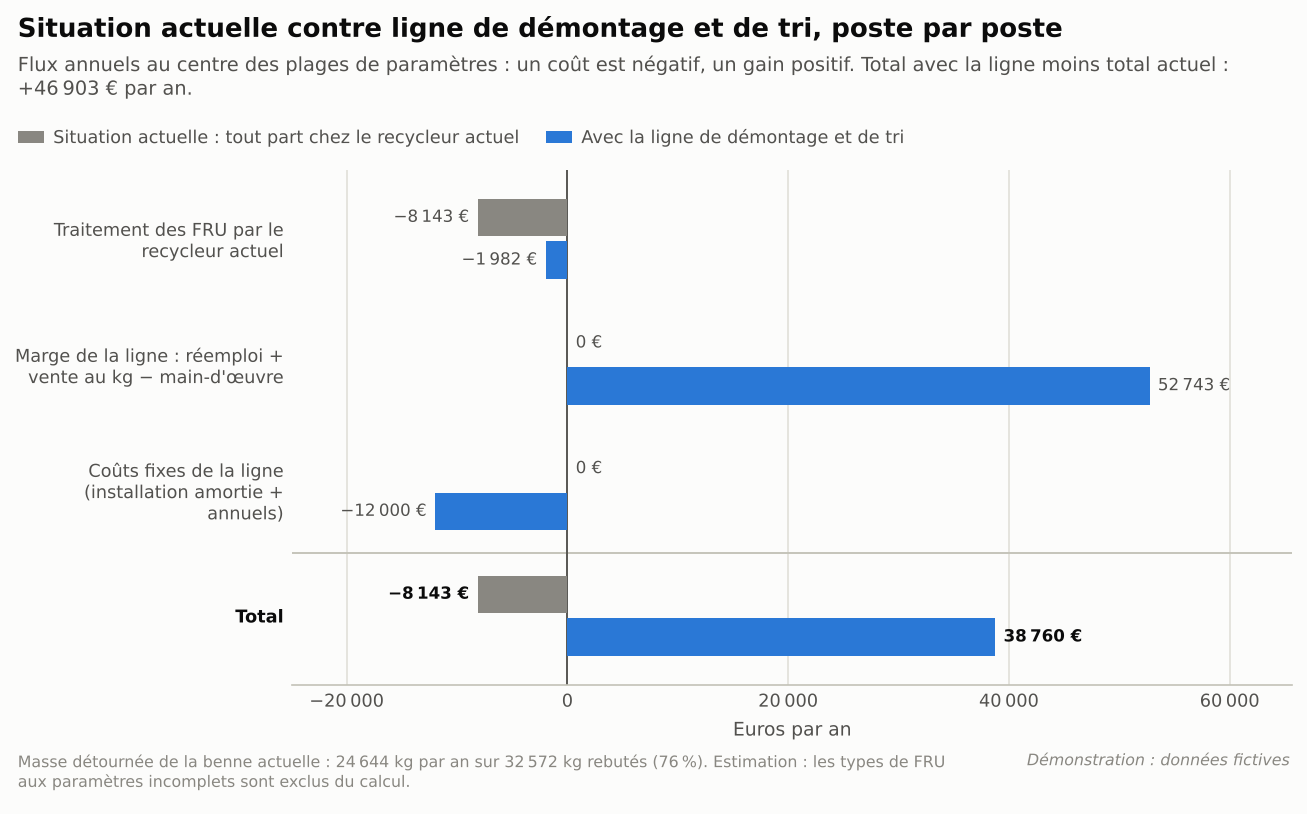 Situation actuelle contre ligne de démontage et de tri, poste par poste
Flux annuels au centre des plages de paramètres : un coût est négatif, un gain positif. Total avec la ligne moins total actuel :
+46 903 € par an.
Situation actuelle : tout part chez le recycleur actuel
Avec la ligne de démontage et de tri
Traitement des FRU par le
recycleur actuel
−8 143 €
−1 982 €
Marge de la ligne : réemploi +
vente au kg − main-d'œuvre
0 €
52 743 €
Coûts fixes de la ligne
(installation amortie +
annuels)
0 €
−12 000 €
Total
−8 143 €
38 760 €
−20 000
0
20 000
40 000
60 000
Euros par an
Masse détournée de la benne actuelle : 24 644 kg par an sur 32 572 kg rebutés (76 %). Estimation : les types de FRU
aux paramètres incomplets sont exclus du calcul.
Démonstration : données fictives